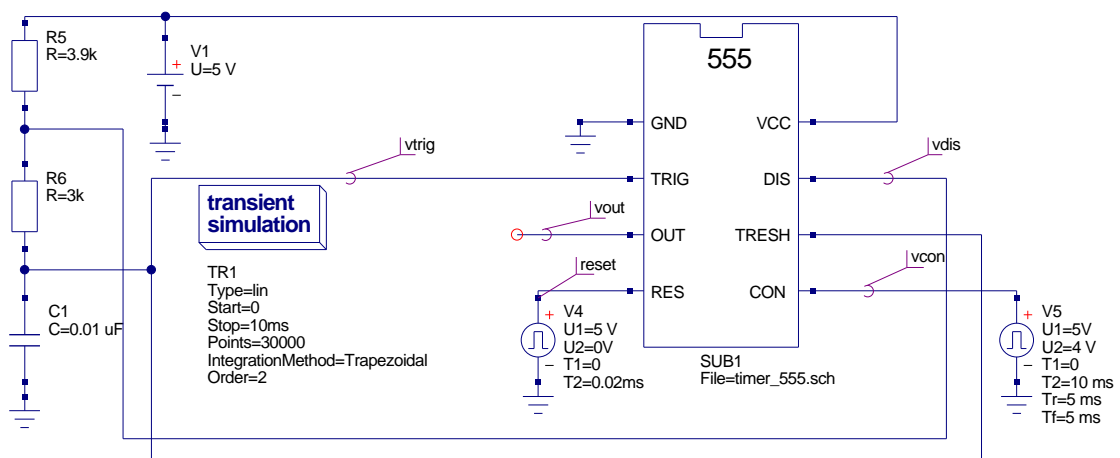 R5
R=3.9k
V1
U=5 V
+
−
555
GND
VCC
vtrig
vdis
TRIG
DIS
R6
R=3k
transient
simulation
vout
OUT
TRESH
reset
vcon
RES
CON
TR1
Type=lin
Start=0
Stop=10ms
Points=30000
IntegrationMethod=Trapezoidal
Order=2
C1
C=0.01 uF
+
−
V4
U1=5 V
U2=0V
T1=0
T2=0.02ms
SUB1
File=timer_555.sch
+
−
V5
U1=5V
U2=4 V
T1=0
T2=10 ms
Tr=5 ms
Tf=5 ms